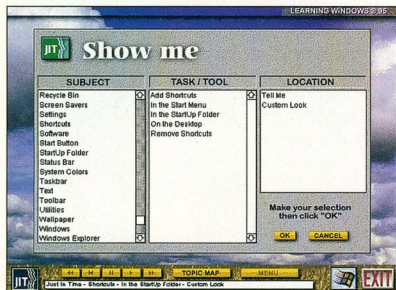 LEARNING WINDOWS ® 95
JIT
Show me
SUBJECT
Recycle Bin
Screen Savers
Settings
Shortcuts
Software
Start Button
StartUp Folder
Status Bar
System Colors
Taskbar
Text
Toolbar
Utilities
Wallpaper
Windows
Windows Explorer
TASK / TOOL
Add Shortcuts
In the Start Menu
In the StartUp Folder
On the Desktop
Remove Shortcuts
LOCATION
Tell Me
Custom Look
Make your selection
then click "OK"
OK
CANCEL
JIT
TOPIC MAP
MENU
EXIT
Just In Time - Shortcuts - In the StartUp Folder - Custom Look